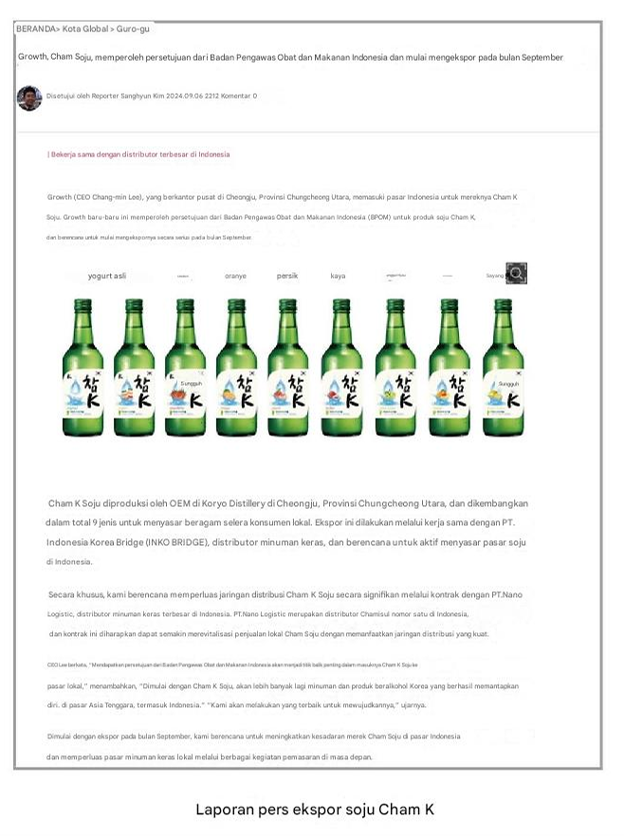 BERANDA> Kota Global > Guro-gu
Growth, Cham Soju, memperoleh persetujuan dari Badan Pengawas Obat dan Makanan Indonesia dan mulai mengekspor pada bulan September
Disetujui oleh Reporter Sanghyun Kim 2024.09.06 2212 Komentar 0
| Bekerja sama dengan distributor terbesar di Indonesia
Growth (CEO Chang-min Lee), yang berkantor pusat di Cheongju, Provinsi Chungcheong Utara, memasuki pasar Indonesia untuk mereknya Cham K
Soju. Growth baru-baru ini memperoleh persetujuan dari Badan Pengawas Obat dan Makanan Indonesia (BPOM) untuk produk soju Cham K,
dan berencana untuk mulai mengekspornya secara serius pada bulan September.
yogurt asli oranye persik kaya
참 K 참 K Sungguh K 참 K 참 K 참 K 참 K 참 K Sungguh K
Cham K Soju diproduksi oleh OEM di Koryo Distillery di Cheongju, Provinsi Chungcheong Utara, dan dikembangkan
dalam total 9 jenis untuk menyasar beragam selera konsumen lokal. Ekspor ini dilakukan melalui kerja sama dengan PT.
Indonesia Korea Bridge (INKO BRIDGE), distributor minuman keras, dan berencana untuk aktif menyasar pasar soju
di Indonesia.
Secara khusus, kami berencana memperluas jaringan distribusi Cham K Soju secara signifikan melalui kontrak dengan PT.Nano
Logistic, distributor minuman keras terbesar di Indonesia. PT.Nano Logistic merupakan distributor Chamisul nomor satu di Indonesia,
dan kontrak ini diharapkan dapat semakin merevitalisasi penjualan lokal Cham Soju dengan memanfaatkan jaringan distribusi yang kuat.
CEO Lee berkata, "Mendapatkan persetujuan dari Badan Pengawas Obat dan Makanan Indonesia akan menjadi titik balik penting dalam masuknya Cham K Soju ke
pasar lokal," menambahkan, "Dimulai dengan Cham K Soju, akan lebih banyak lagi minuman dan produk beralkohol Korea yang berhasil memantapkan
diri. di pasar Asia Tenggara, termasuk Indonesia." "Kami akan melakukan yang terbaik untuk mewujudkannya," ujarnya.
Dimulai dengan ekspor pada bulan September, kami berencana untuk meningkatkan kesadaran merek Cham Soju di pasar Indonesia
dan memperluas pasar minuman keras lokal melalui berbagai kegiatan pemasaran di masa depan.
Laporan pers ekspor soju Cham K